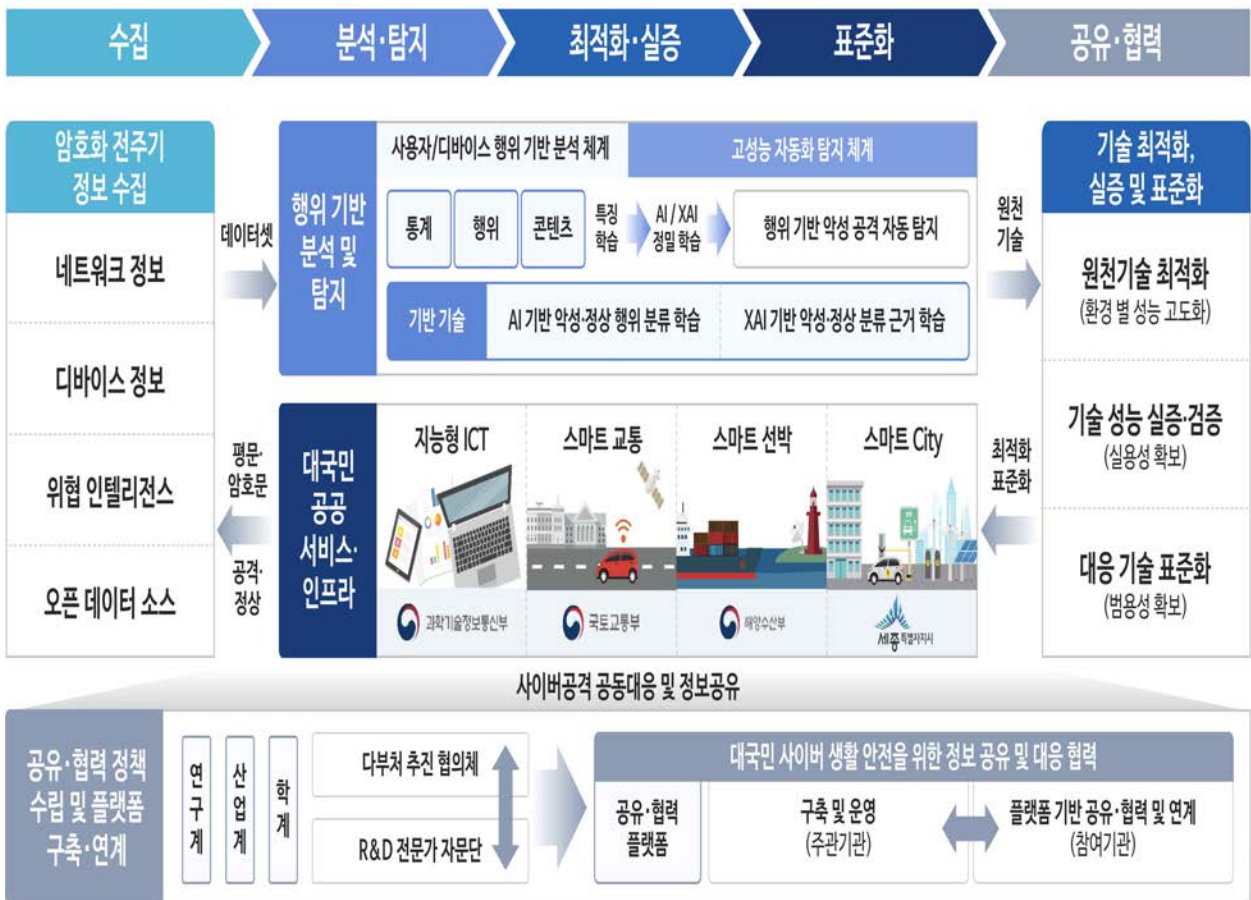 수집
분석·탐지
최적화·실증
표준화
공유·협력
암호화 전주기
정보 수집
네트워크 정보
디바이스 정보
위협 인텔리전스
오픈 데이터 소스
데이터셋
평문·
암호문
공격·
정상
행위 기반
분석 및
탐지
사용자/디바이스 행위 기반 분석 체계
고성능 자동화 탐지 체계
통계
행위
콘텐츠
특징
학습
AI / XAI
정밀 학습
행위 기반 악성 공격 자동 탐지
기반 기술
AI 기반 악성·정상 행위 분류 학습
XAI 기반 악성·정상 분류 근거 학습
대국민
공공
서비스·
인프라
지능형 ICT
스마트 교통
스마트 선박
스마트 City
과학기술정보통신부
국토교통부
해양수산부
세종특별자치시
원천
기술
최적화
표준화
기술 최적화,
실증 및 표준화
원천기술 최적화
(환경 별 성능 고도화)
기술 성능 실증·검증
(실용성 확보)
대응 기술 표준화
(범용성 확보)
사이버공격 공동대응 및 정보공유
공유·협력 정책
수립 및 플랫폼
구축·연계
연구계
산업계
학계
다부처 추진 협의체
R&D 전문가 자문단
대국민 사이버 생활 안전을 위한 정보 공유 및 대응 협력
공유·협력
플랫폼
구축 및 운영
(주관기관)
플랫폼 기반 공유·협력 및 연계
(참여기관)